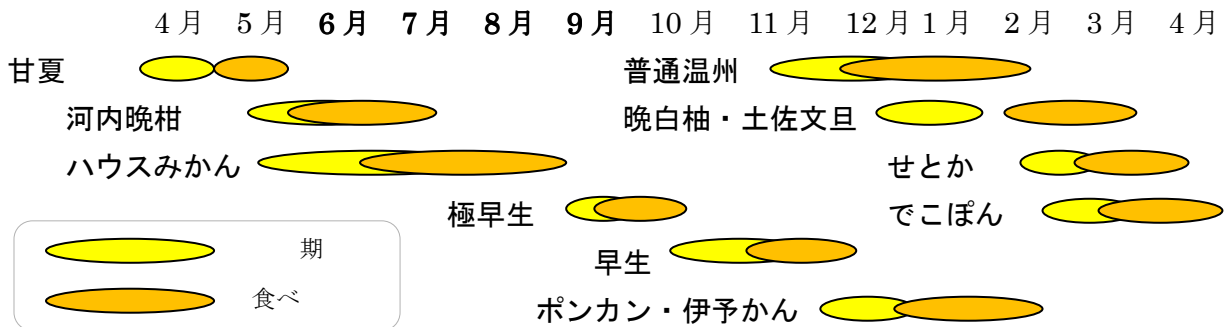 4月 5月 6月 7月 8月 9月 10月 11月 12月 1月 2月 3月 4月
甘夏
普通温州
河内晩柑
晩白柚・土佐文旦
ハウスみかん
せとか
極早生
でこぽん
期
早生
食べ
ポンカン・伊予かん